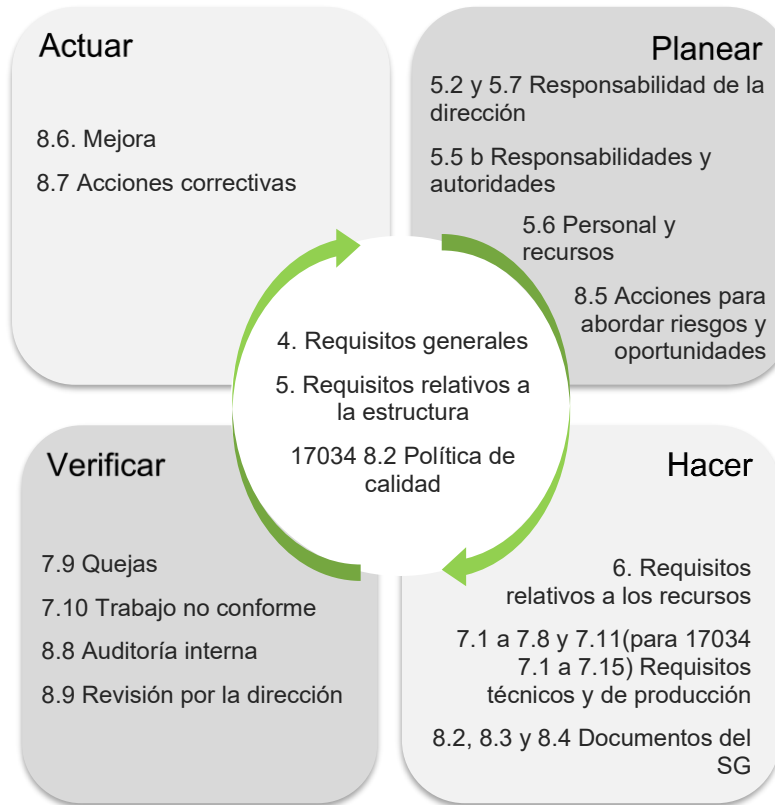 Actuar
8.6. Mejora
8.7 Acciones correctivas
Planear
5.2 y 5.7 Responsabilidad de la
dirección
5.5 b Responsabilidades y
autoridades
5.6 Personal y
recursos
8.5 Acciones para
abordar riesgos y
oportunidades
4. Requisitos generales
5. Requisitos relativos a
la estructura
17034 8.2 Política de
calidad
Verificar
7.9 Quejas
7.10 Trabajo no conforme
8.8 Auditoría interna
8.9 Revisión por la dirección
Hacer
6. Requisitos
relativos a los recursos
7.1 a 7.8 y 7.11(para 17034
7.1 a 7.15) Requisitos
técnicos y de producción
8.2, 8.3 y 8.4 Documentos del
SG